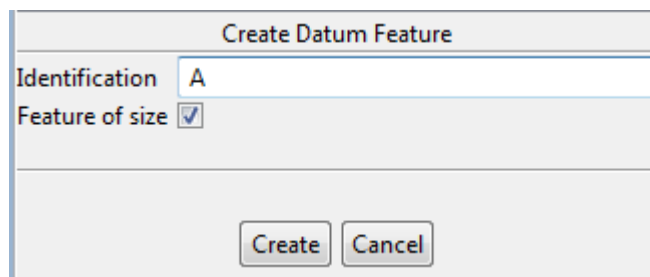 Create Datum Feature
Identification A
Feature of size
Create Cancel